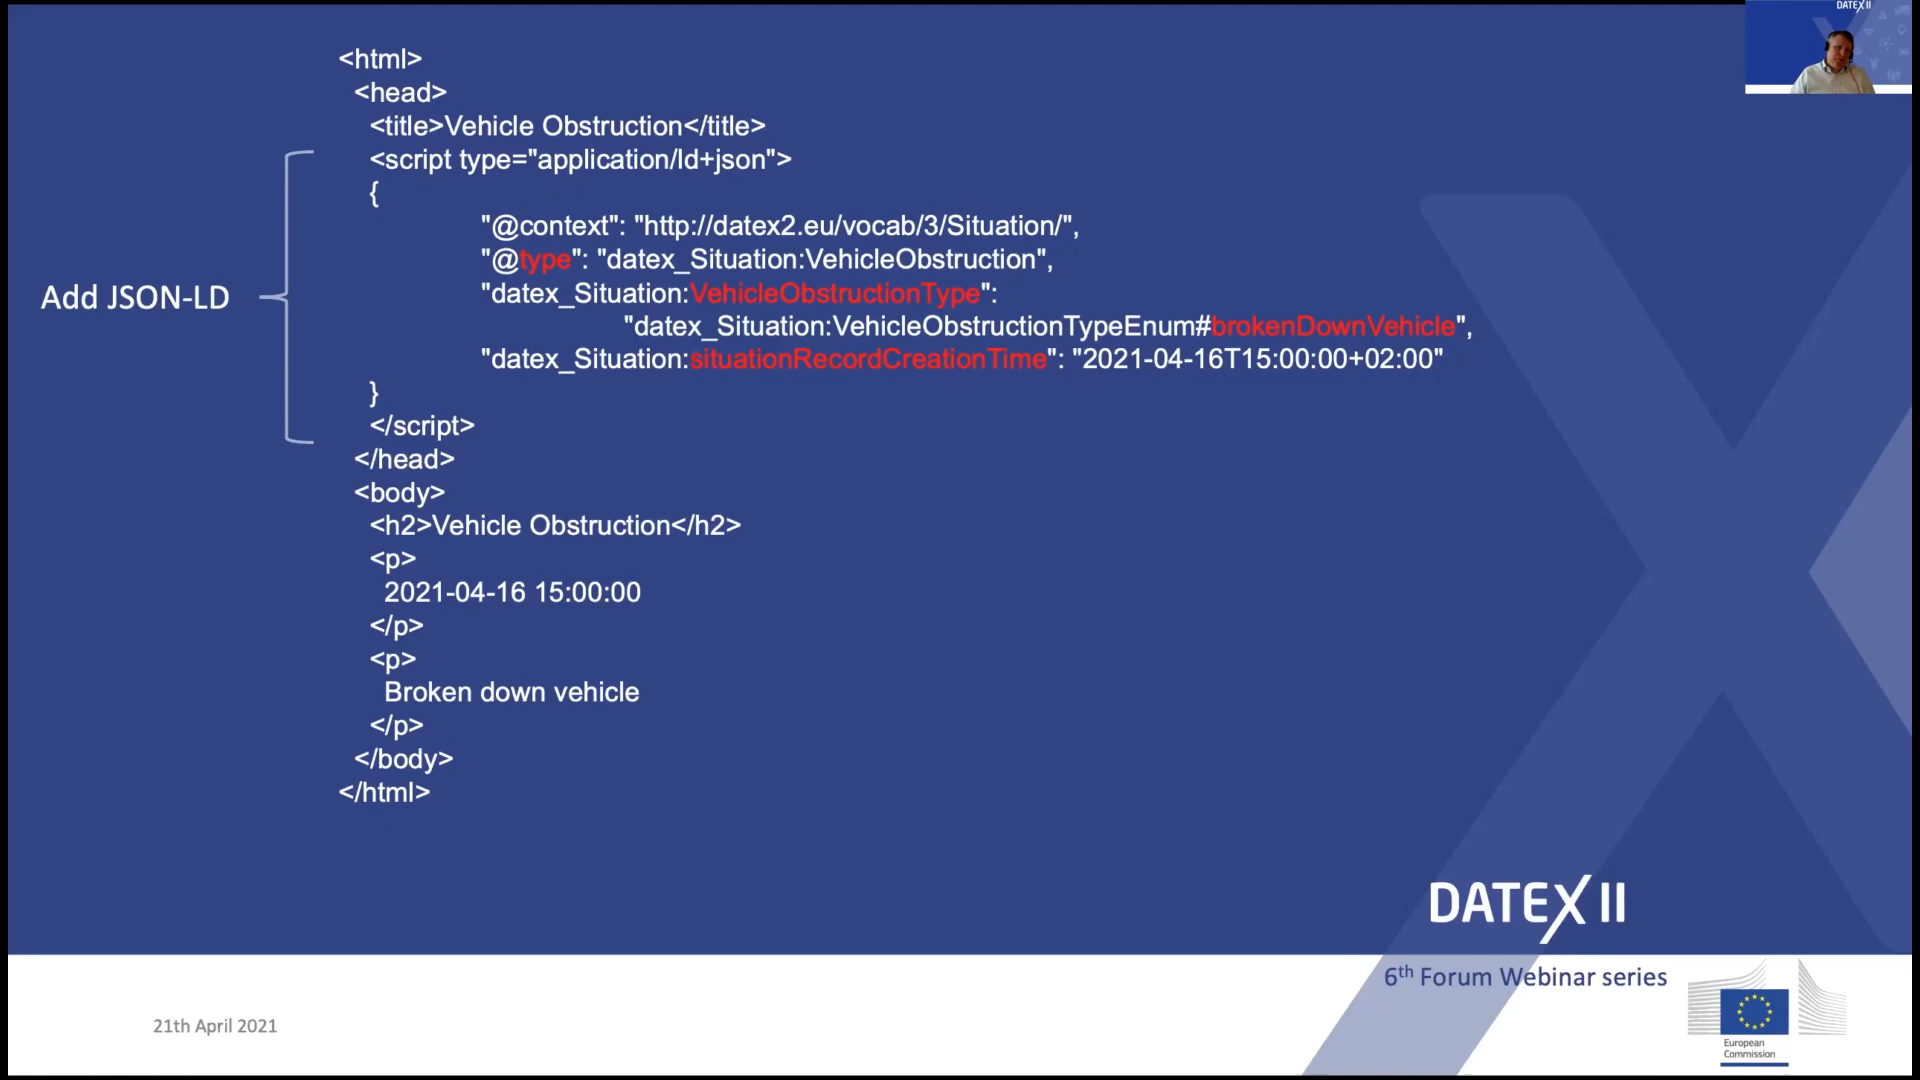 DATEX II
<html>
<head>
<title>Vehicle Obstruction</title>
<script type="application/ld+json">
{
"@context": "http://datex2.eu/vocab/3/Situation/",
"@type": "datex_Situation:VehicleObstruction",
"datex_Situation:VehicleObstructionType":
Add JSON-LD
"datex_Situation:VehicleObstructionTypeEnum#brokenDownVehicle",
"datex_Situation:situationRecordCreationTime": "2021-04-16T15:00:00+02:00"
}
</script>
</head>
<body>
<h2>Vehicle Obstruction</h2>
<p>
2021-04-16 15:00:00
</p>
<p>
Broken down vehicle
</p>
</body>
</html>
DATEX II
6th Forum Webinar series
21th April 2021
European
Commission